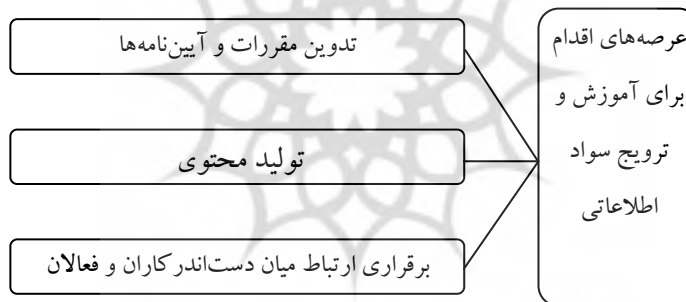 عرصه‌های اقدام
برای آموزش و
ترویج سواد
اطلاعاتی
تدوین مقررات و آیین‌نامه‌ها
تولید محتوی
برقراری ارتباط میان دست‌اندرکاران و فعالان